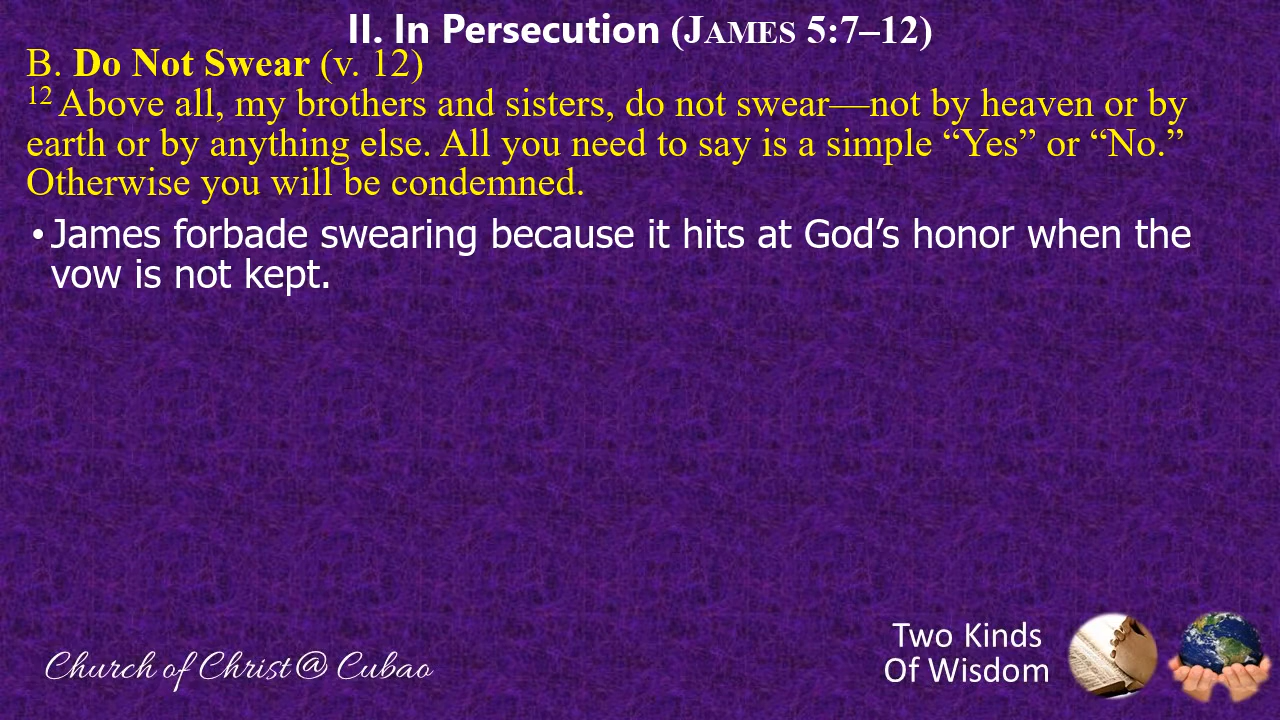 II. In Persecution (JAMES 5:7–12)
B. Do Not Swear (v. 12)
12 Above all, my brothers and sisters, do not swear—not by heaven or by
earth or by anything else. All you need to say is a simple “Yes” or “No.”
Otherwise you will be condemned.
• James forbade swearing because it hits at God’s honor when the
vow is not kept.
Two Kinds
Of Wisdom
Church of Christ @ Cubao